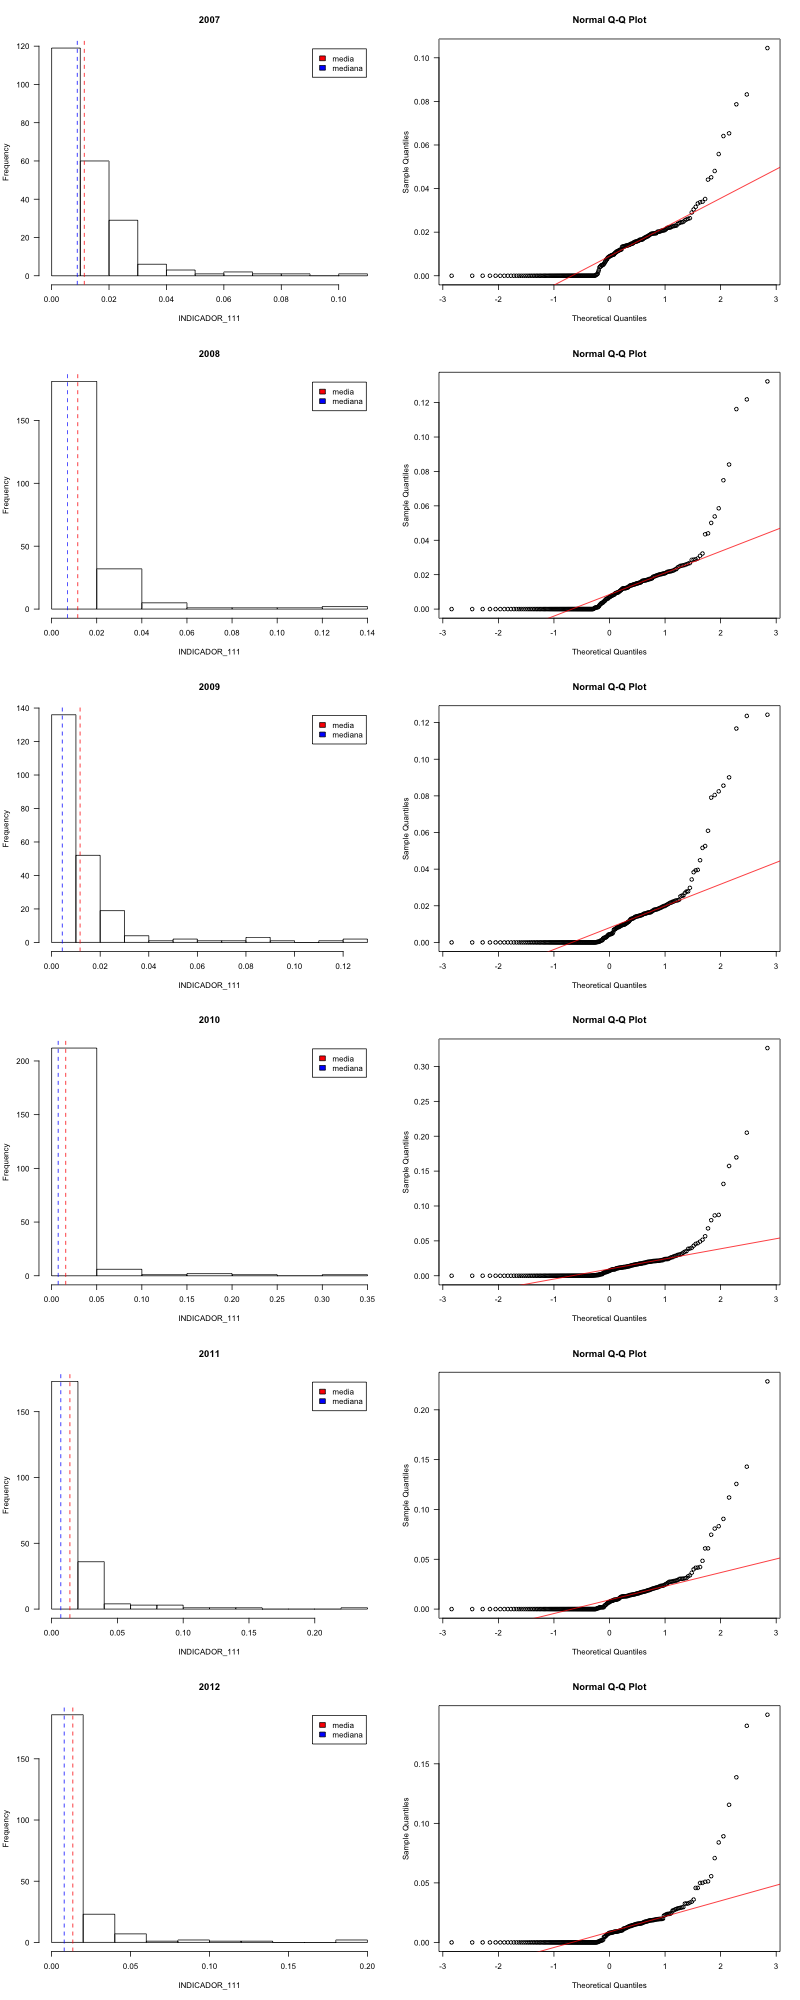 2007
Normal Q-Q Plot
media
mediana
Frequency
0
20
40
60
80
100
120
0.00 0.02 0.04 0.06 0.08 0.10
INDICADOR_111
Sample Quantiles
0.00
0.02
0.04
0.06
0.08
0.10
-3 -2 -1 0 1 2 3
Theoretical Quantiles
2008
Normal Q-Q Plot
media
mediana
Frequency
0
50
100
150
0.00 0.02 0.04 0.06 0.08 0.10 0.12 0.14
INDICADOR_111
Sample Quantiles
0.00
0.02
0.04
0.06
0.08
0.10
0.12
-3 -2 -1 0 1 2 3
Theoretical Quantiles
2009
Normal Q-Q Plot
media
mediana
Frequency
0
20
40
60
80
100
120
140
0.00 0.02 0.04 0.06 0.08 0.10 0.12
INDICADOR_111
Sample Quantiles
0.00
0.02
0.04
0.06
0.08
0.10
0.12
-3 -2 -1 0 1 2 3
Theoretical Quantiles
2010
Normal Q-Q Plot
media
mediana
Frequency
0
50
100
150
200
0.00 0.05 0.10 0.15 0.20 0.25 0.30 0.35
INDICADOR_111
Sample Quantiles
0.00
0.05
0.10
0.15
0.20
0.25
0.30
-3 -2 -1 0 1 2 3
Theoretical Quantiles
2011
Normal Q-Q Plot
media
mediana
Frequency
0
50
100
150
0.00 0.05 0.10 0.15 0.20
INDICADOR_111
Sample Quantiles
0.00
0.05
0.10
0.15
0.20
-3 -2 -1 0 1 2 3
Theoretical Quantiles
2012
Normal Q-Q Plot
media
mediana
Frequency
0
50
100
150
0.00 0.05 0.10 0.15 0.20
INDICADOR_111
Sample Quantiles
0.00
0.05
0.10
0.15
-3 -2 -1 0 1 2 3
Theoretical Quantiles